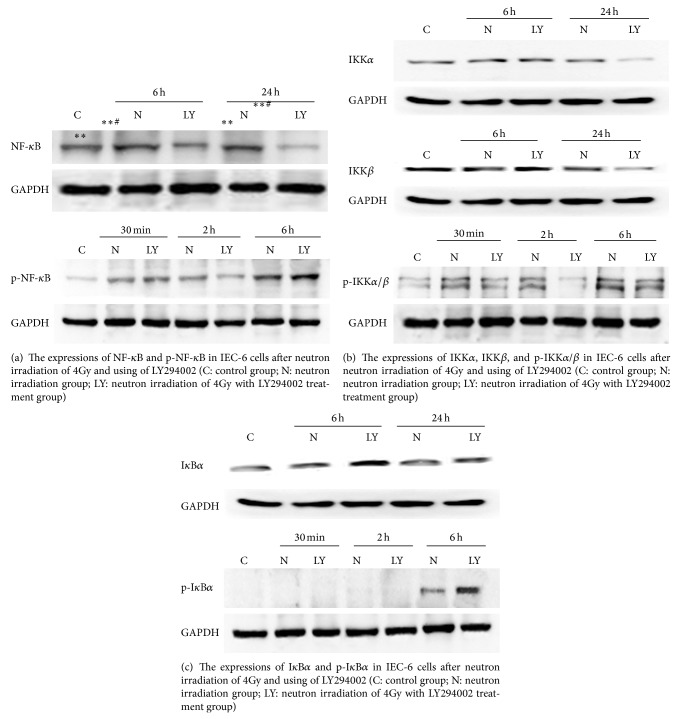 6 h 24 h
C N LY N LY
**
**#
**
**#
NF-κB
GAPDH
30 min 2 h 6 h
C N LY N LY N LY
p-NF-κB
GAPDH
(a) The expressions of NF-κB and p-NF-κB in IEC-6 cells after neutron
irradiation of 4Gy and using of LY294002 (C: control group; N: neutron
irradiation group; LY: neutron irradiation of 4Gy with LY294002 treat-
ment group)
6 h 24 h
C N LY N LY
IKKα
GAPDH
6 h 24 h
C N LY N LY
IKKβ
GAPDH
30 min 2 h 6 h
C N LY N LY N LY
p-IKKα/β
GAPDH
(b) The expressions of IKKα, IKKβ, and p-IKKα/β in IEC-6 cells after
neutron irradiation of 4Gy and using of LY294002 (C: control group; N:
neutron irradiation group; LY: neutron irradiation of 4Gy with LY294002
treatment group)
6 h 24 h
C N LY N LY
IκBα
GAPDH
30 min 2 h 6 h
C N LY N LY N LY
p-IκBα
GAPDH
(c) The expressions of IκBα and p-IκBα in IEC-6 cells after neutron
irradiation of 4Gy and using of LY294002 (C: control group; N: neutron
irradiation group; LY: neutron irradiation of 4Gy with LY294002 treat-
ment group)